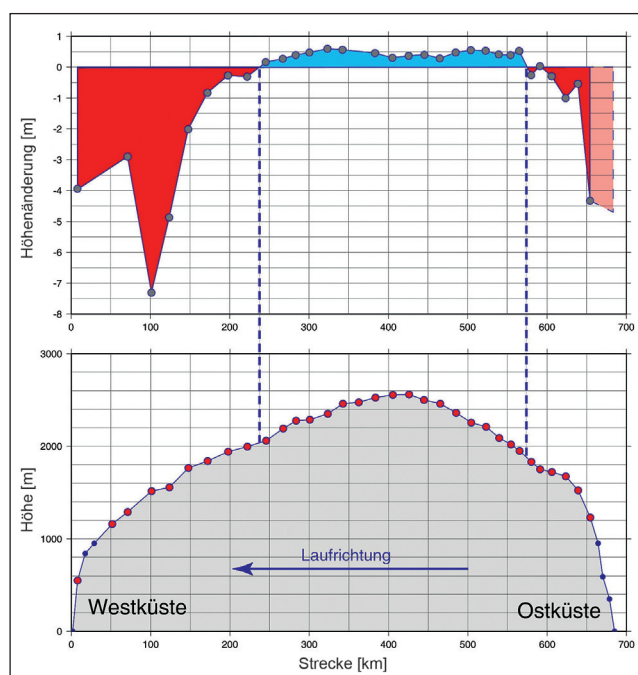 1
0
-1
-2
-3
-4
-5
-6
-7
-8
Höhenänderung [m]
0 100 200 300 400 500 600 700
3000
2000
1000
0
Höhe [m]
Laufrichtung
Westküste Ostküste
0 100 200 300 400 500 600 700
Strecke [km]